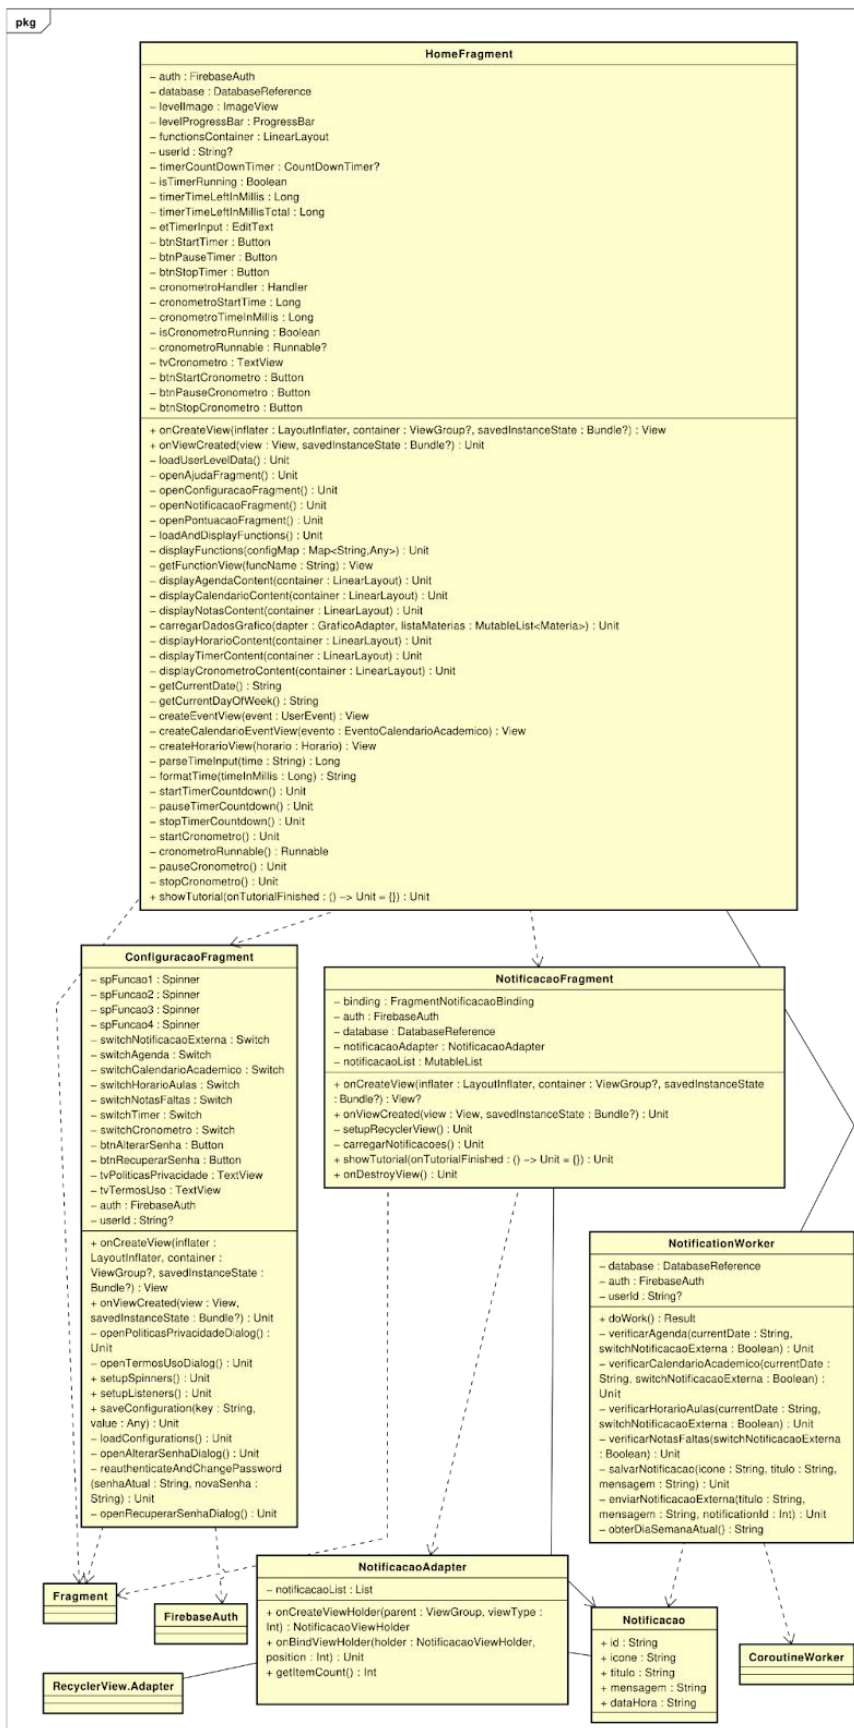 pkg
HomeFragment
– auth : FirebaseAuth
– database : DatabaseReference
– levelImage : ImageView
– levelProgressBar : ProgressBar
– functionsContainer : LinearLayout
– userId : String?
– timerCountDownTimer : CountDownTimer?
– isTimerRunning : Boolean
– timerTimeLeftInMillis : Long
– timerTimeLeftInMillisTotal : Long
– etTimerInput : EditText
– btnStartTimer : Button
– btnPauseTimer : Button
– btnStopTimer : Button
– cronometroHandler : Handler
– cronometroStartTime : Long
– cronometroTimeInMillis : Long
– isCronometroRunning : Boolean
– cronometroRunnable : Runnable?
– tvCronometro : TextView
– btnStartCronometro : Button
– btnPauseCronometro : Button
– btnStopCronometro : Button
+ onCreateView(inflater : LayoutInflater, container : ViewGroup?, savedInstanceState : Bundle?) : View
+ onViewCreated(view : View, savedInstanceState : Bundle?) : Unit
– loadUserLevelData() : Unit
– openAjudaFragment() : Unit
– openConfiguracaoFragment() : Unit
– openNotificacaoFragment() : Unit
– openPontuacaoFragment() : Unit
– loadAndDisplayFunctions() : Unit
– displayFunctions(configMap : Map<String,Any>) : Unit
– getFunctionView(funcName : String) : View
– displayAgendaContent(container : LinearLayout) : Unit
– displayCalendarioContent(container : LinearLayout) : Unit
– displayNotasContent(container : LinearLayout) : Unit
– carregarDadosGrafico(dapter : GraficoAdapter, listaMaterias : MutableList<Materia>) : Unit
– displayHorarioContent(container : LinearLayout) : Unit
– displayTimerContent(container : LinearLayout) : Unit
– displayCronometroContent(container : LinearLayout) : Unit
– getCurrentDate() : String
– getCurrentDayOfWeek() : String
– createEventView(event : UserEvent) : View
– createCalendarioEventView(evento : EventoCalendarioAcademico) : View
– createHorarioView(horario : Horario) : View
– parseTimeInput(time : String) : Long
– formatTime(timeInMillis : Long) : String
– startTimerCountdown() : Unit
– pauseTimerCountdown() : Unit
– stopTimerCountdown() : Unit
– startCronometro() : Unit
– cronometroRunnable() : Runnable
– pauseCronometro() : Unit
– stopCronometro() : Unit
+ showTutorial(onTutorialFinished : () –> Unit = {}) : Unit
ConfiguracaoFragment
– spFuncao1 : Spinner
– spFuncao2 : Spinner
– spFuncao3 : Spinner
– spFuncao4 : Spinner
– switchNotificacaoExterna : Switch
– switchAgenda : Switch
– switchCalendarioAcademico : Switch
– switchHorarioAulas : Switch
– switchNotasFaltas : Switch
– switchTimer : Switch
– switchCronometro : Switch
– btnAlterarSenha : Button
– btnRecuperarSenha : Button
– tvPoliticasPrivacidade : TextView
– tvTermosUso : TextView
– auth : FirebaseAuth
– userId : String?
+ onCreateView(inflater :
LayoutInflater, container :
ViewGroup?, savedInstanceState :
Bundle?) : View
+ onViewCreated(view : View,
savedInstanceState : Bundle?) : Unit
– openPoliticasPrivacidadeDialog() :
Unit
– openTermosUsoDialog() : Unit
+ setupSpinners() : Unit
+ setupListeners() : Unit
+ saveConfiguration(key : String,
value : Any) : Unit
– loadConfigurations() : Unit
– openAlterarSenhaDialog() : Unit
– reauthenticateAndChangePassword
(senhaAtual : String, novaSenha :
String) : Unit
– openRecuperarSenhaDialog() : Unit
NotificacaoFragment
– binding : FragmentNotificacaoBinding
– auth : FirebaseAuth
– database : DatabaseReference
– notificacaoAdapter : NotificacaoAdapter
– notificacaoList : MutableList
+ onCreateView(inflater : LayoutInflater, container : ViewGroup?, savedInstanceState
: Bundle?) : View?
+ onViewCreated(view : View, savedInstanceState : Bundle?) : Unit
– setupRecyclerView() : Unit
– carregarNotificacoes() : Unit
+ showTutorial(onTutorialFinished : () –> Unit = {}) : Unit
+ onDestroyView() : Unit
NotificationWorker
– database : DatabaseReference
– auth : FirebaseAuth
– userId : String?
+ doWork() : Result
– verificarAgenda(currentDate : String,
switchNotificacaoExterna : Boolean) : Unit
– verificarCalendarioAcademico(currentDate :
String, switchNotificacaoExterna : Boolean) :
Unit
– verificarHorarioAulas(currentDate : String,
switchNotificacaoExterna : Boolean) : Unit
– verificarNotasFaltas(switchNotificacaoExterna
: Boolean) : Unit
– salvarNotificacao(icone : String, titulo : String,
mensagem : String) : Unit
– enviarNotificacaoExterna(titulo : String,
mensagem : String, notificationId : Int) : Unit
– obterDiaSemanaAtual() : String
Fragment
FirebaseAuth
RecyclerView.Adapter
NotificacaoAdapter
– notificacaoList : List
+ onCreateViewHolder(parent : ViewGroup, viewType :
Int) : NotificacaoViewHolder
+ onBindViewHolder(holder : NotificacaoViewHolder,
position : Int) : Unit
+ getItemCount() : Int
Notificacao
+ id : String
+ icone : String
+ titulo : String
+ mensagem : String
+ dataHora : String
CoroutineWorker